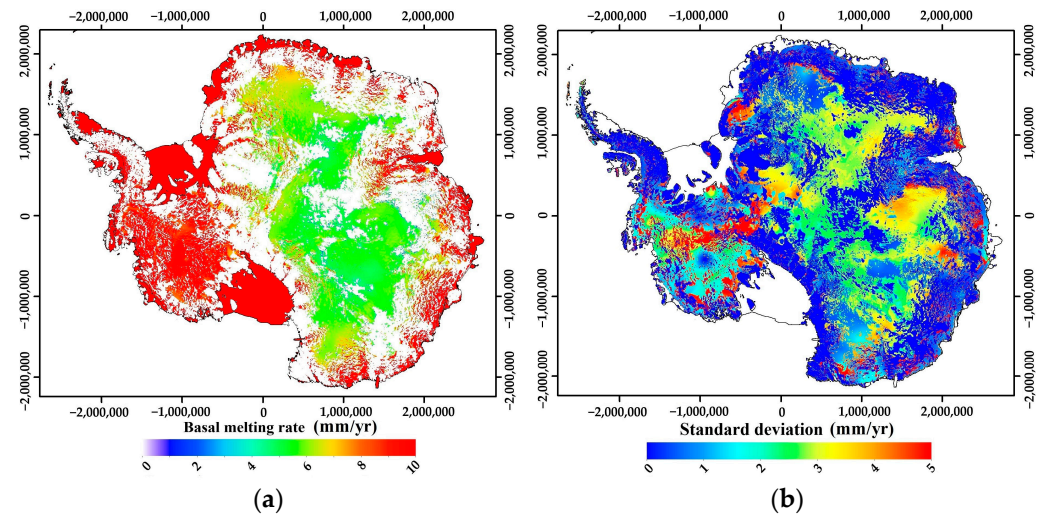 −2,000,000 −1,000,000 0 1,000,000 2,000,000
−2,000,000 −1,000,000 0 1,000,000 2,000,000
(a)
(b)
2,000,000 2,000,000 2,000,000 2,000,000
1,000,000 1,000,000 1,000,000 1,000,000
0 0 0 0
−1,000,000 −1,000,000 −1,000,000 −1,000,000
−2,000,000 −2,000,000 −2,000,000 −2,000,000
−2,000,000 −1,000,000 0 1,000,000 2,000,000
−2,000,000 −1,000,000 0 1,000,000 2,000,000
Basal melting rate (mm/yr)
Standard deviation (mm/yr)
0 2 4 6 8 10
0 1 2 3 4 5
(a)
(b)